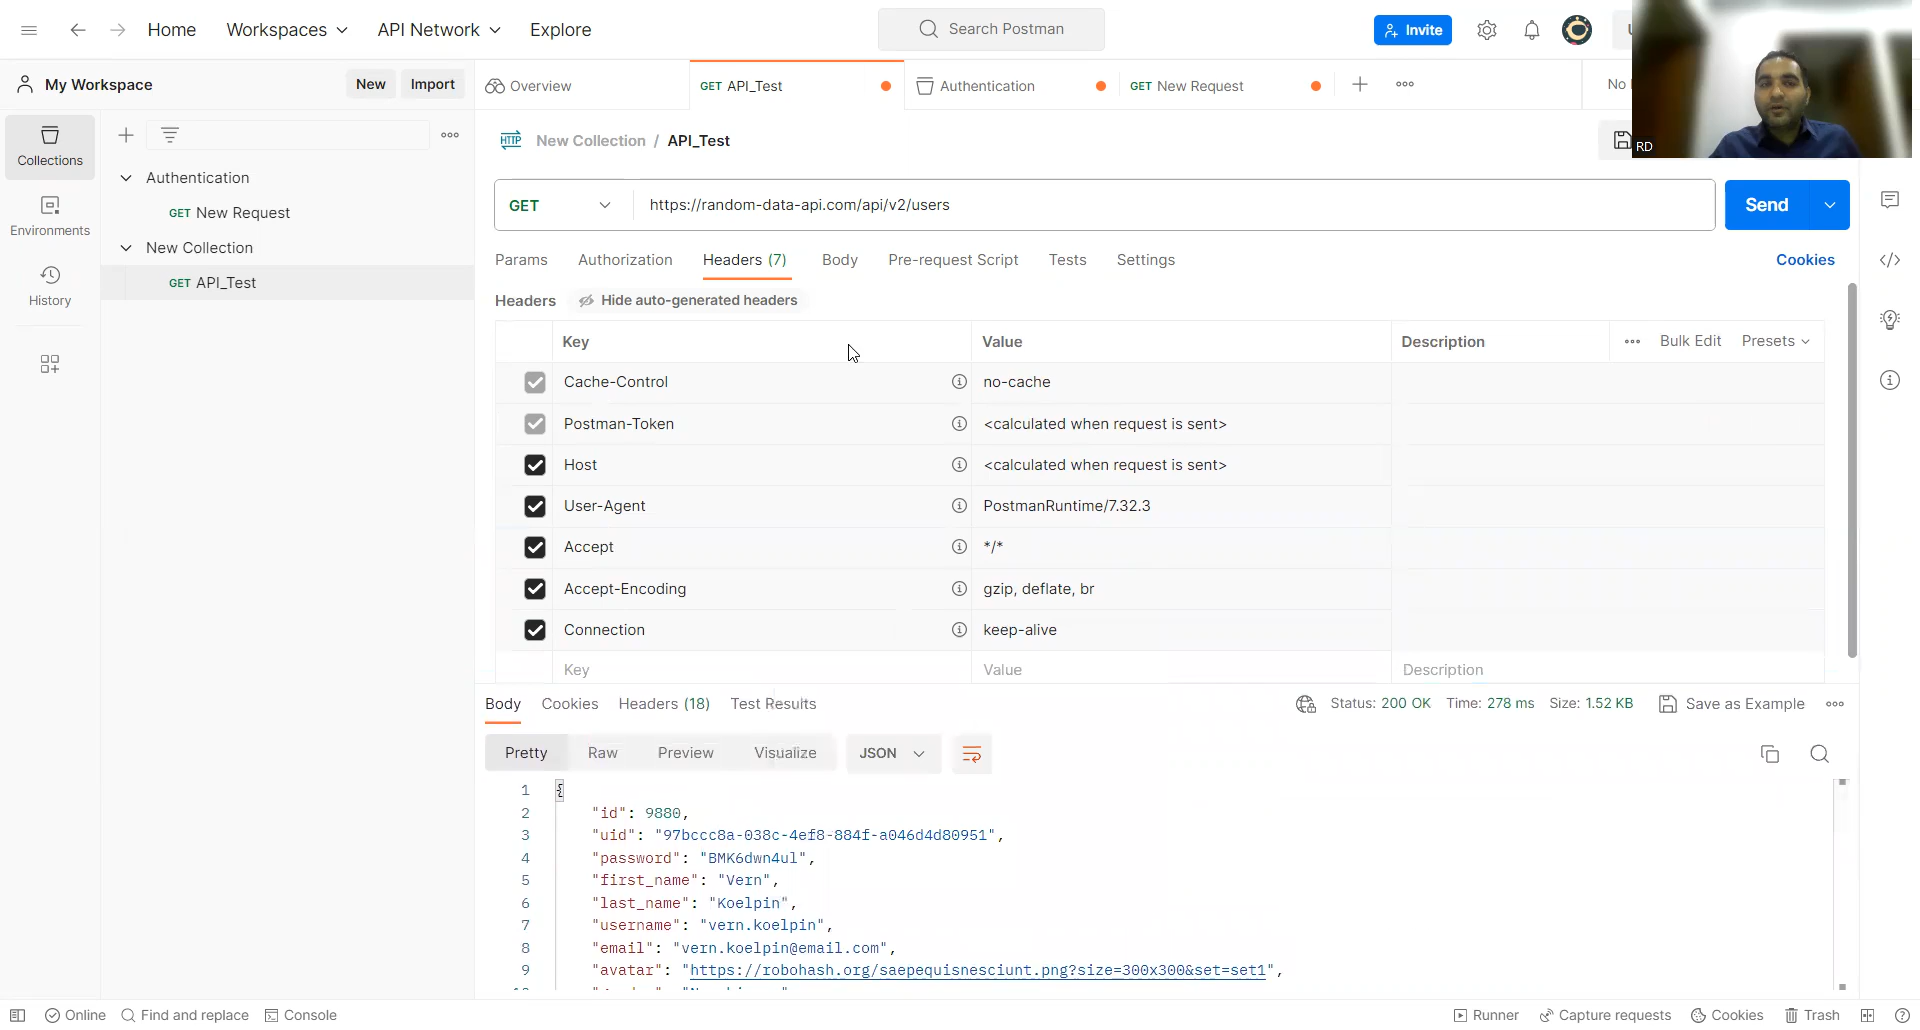 Home Workspaces API Network Explore Search Postman Invite
My Workspace New Import Overview GET API_Test Authentication GET New Request No
RD
Collections
Environments
History
Authentication
GET New Request
New Collection
GET API_Test
HTTP New Collection / API_Test
GET https://random-data-api.com/api/v2/users Send
Params Authorization Headers (7) Body Pre-request Script Tests Settings Cookies
Headers Hide auto-generated headers
Key Value Description Bulk Edit Presets
Cache-Control no-cache
Postman-Token <calculated when request is sent>
Host <calculated when request is sent>
User-Agent PostmanRuntime/7.32.3
Accept */*
Accept-Encoding gzip, deflate, br
Connection keep-alive
Key Value Description
Body Cookies Headers (18) Test Results Status: 200 OK Time: 278 ms Size: 1.52 KB Save as Example
Pretty Raw Preview Visualize JSON
1 {
2 "id": 9880,
3 "uid": "97bccc8a-038c-4ef8-884f-a046d4d80951",
4 "password": "BMK6dwn4ul",
5 "first_name": "Vern",
6 "last_name": "Koelpin",
7 "username": "vern.koelpin",
8 "email": "vern.koelpin@email.com",
9 "avatar": "https://robohash.org/saepequisnesciunt.png?size=300x300&set=set1",
Online Find and replace Console Runner Capture requests Cookies Trash